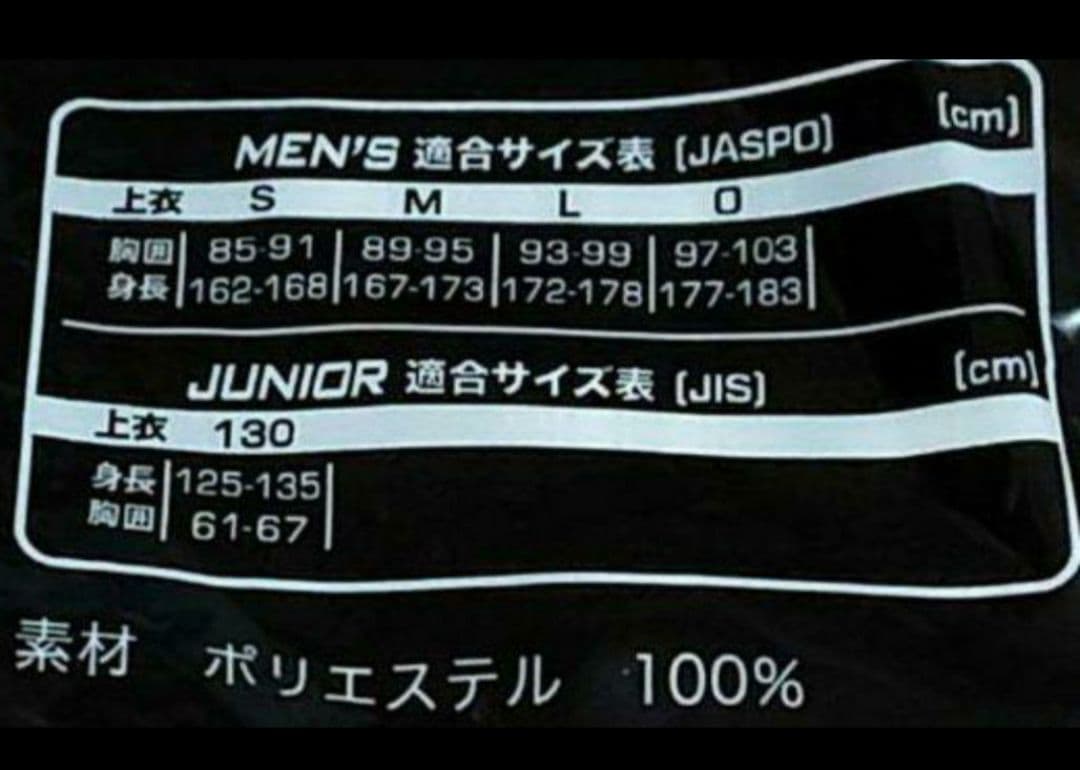 MEN'S 適合サイズ表 [JASPO] [cm]
上衣 S M L O
胸囲 85-91 89-95 93-99 97-103
身長 162-168 167-173 172-178 177-183
JUNIOR 適合サイズ表 [JIS] [cm]
上衣 130
身長 125-135
胸囲 61-67
素材 ポリエステル 100%